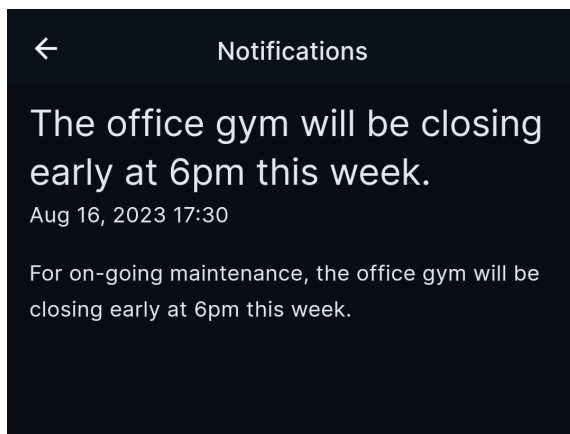 Notifications
The office gym will be closing
early at 6pm this week.
Aug 16, 2023 17:30
For on-going maintenance, the office gym will be
closing early at 6pm this week.